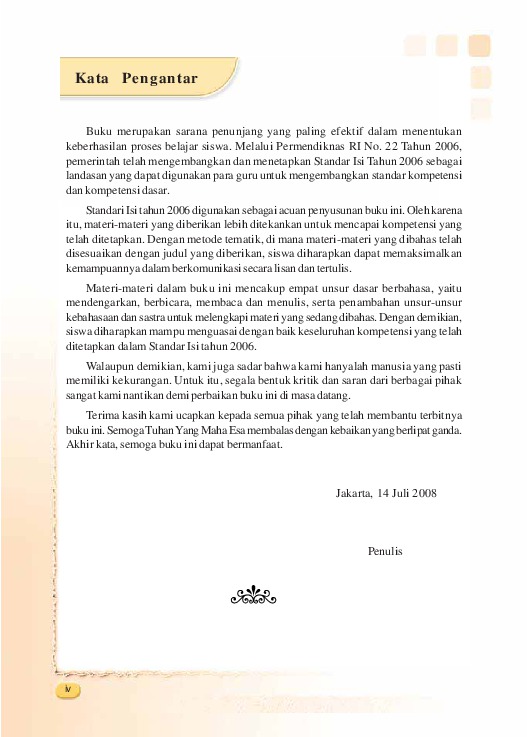 Kata Pengantar
Buku merupakan sarana penunjang yang paling efektif dalam menentukan
keberhasilan proses belajar siswa. Melalui Permendiknas RI No. 22 Tahun 2006,
pemerintah telah mengembangkan dan menetapkan Standar Isi Tahun 2006 sebagai
landasan yang dapat digunakan para guru untuk mengembangkan standar kompetensi
dan kompetensi dasar.
Standari Isi tahun 2006 digunakan sebagai acuan penyusunan buku ini. Oleh karena
itu, materi-materi yang diberikan lebih ditekankan untuk mencapai kompetensi yang
telah ditetapkan. Dengan metode tematik, di mana materi-materi yang dibahas telah
disesuaikan dengan judul yang diberikan, siswa diharapkan dapat memaksimalkan
kemampuannya dalam berkomunikasi secara lisan dan tertulis.
Materi-materi dalam buku ini mencakup empat unsur dasar berbahasa, yaitu
mendengarkan, berbicara, membaca dan menulis, serta penambahan unsur-unsur
kebahasaan dan sastra untuk melengkapi materi yang sedang dibahas. Dengan demikian,
siswa diharapkan mampu menguasai dengan baik keseluruhan kompetensi yang telah
ditetapkan dalam Standar Isi tahun 2006.
Walaupun demikian, kami juga sadar bahwa kami hanyalah manusia yang pasti
memiliki kekurangan. Untuk itu, segala bentuk kritik dan saran dari berbagai pihak
sangat kami nantikan demi perbaikan buku ini di masa datang.
Terima kasih kami ucapkan kepada semua pihak yang telah membantu terbitnya
buku ini. Semoga Tuhan Yang Maha Esa membalas dengan kebaikan yang berlipat ganda.
Akhir kata, semoga buku ini dapat bermanfaat.
Jakarta, 14 Juli 2008
Penulis
iv